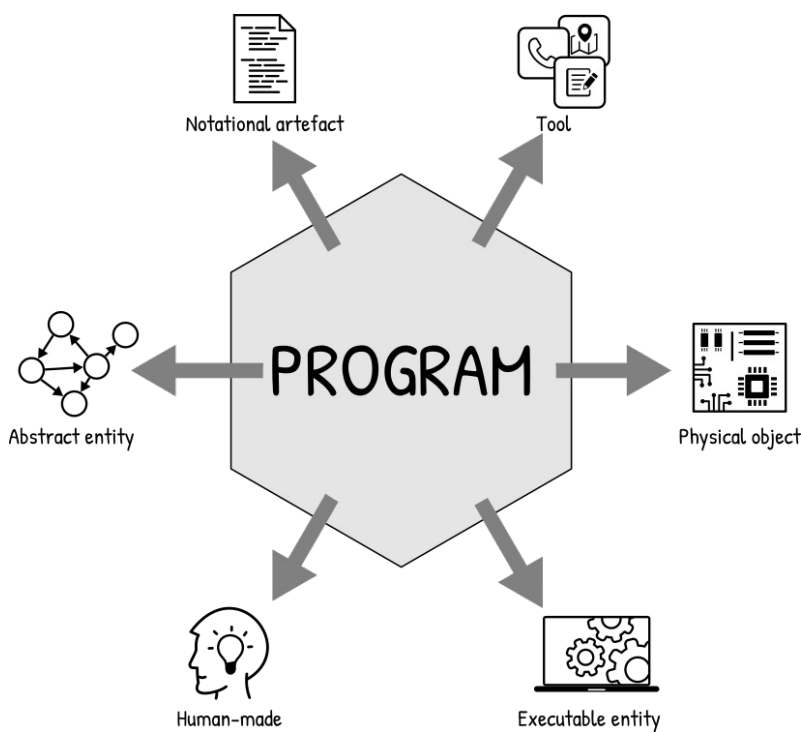 Notational artefact
Tool
PROGRAM
Abstract entity
Physical object
Human-made
Executable entity